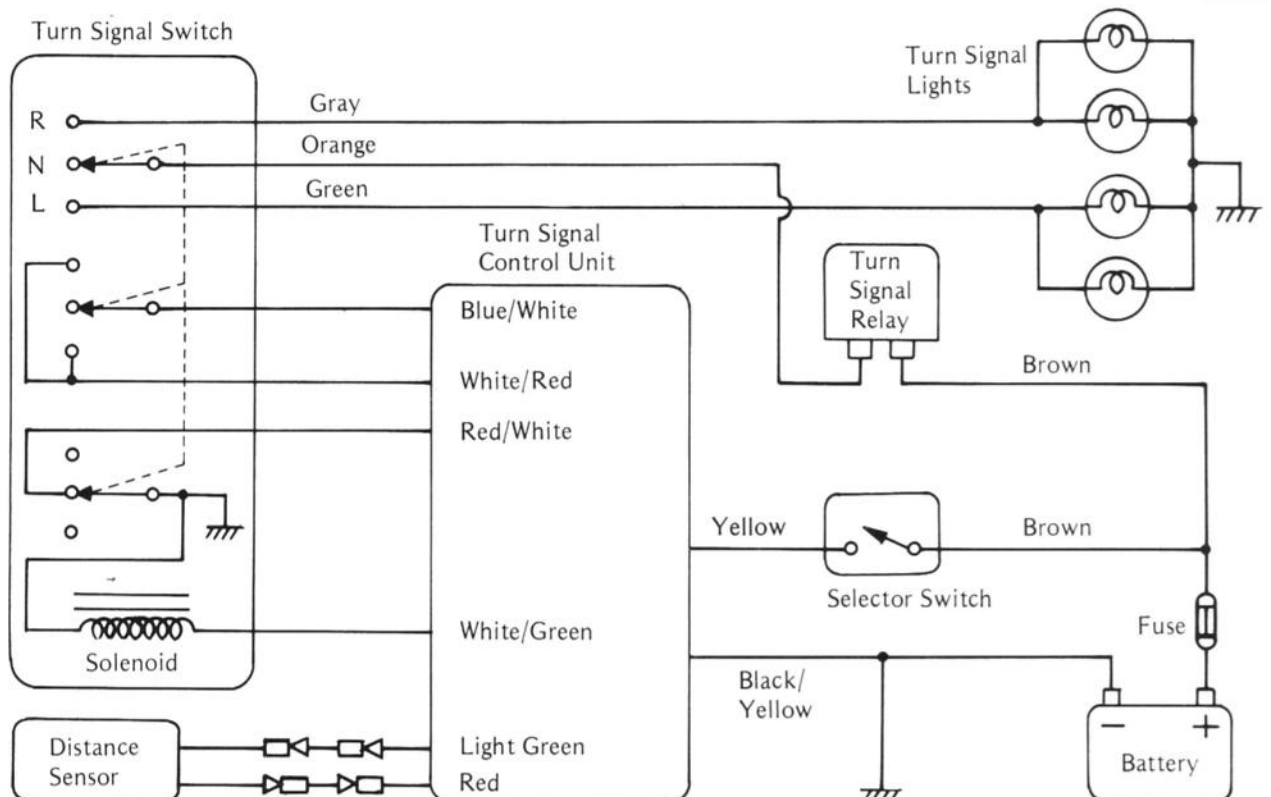 Turn Signal Switch
R
N
L
Gray
Orange
Green
Turn Signal
Lights
Turn Signal
Control Unit
Turn
Signal
Relay
Blue/White
White/Red
Red/White
Brown
Yellow
Brown
Selector Switch
Fuse
White/Green
Solenoid
Black/
Yellow
Distance
Sensor
Light Green
Red
− +
Battery